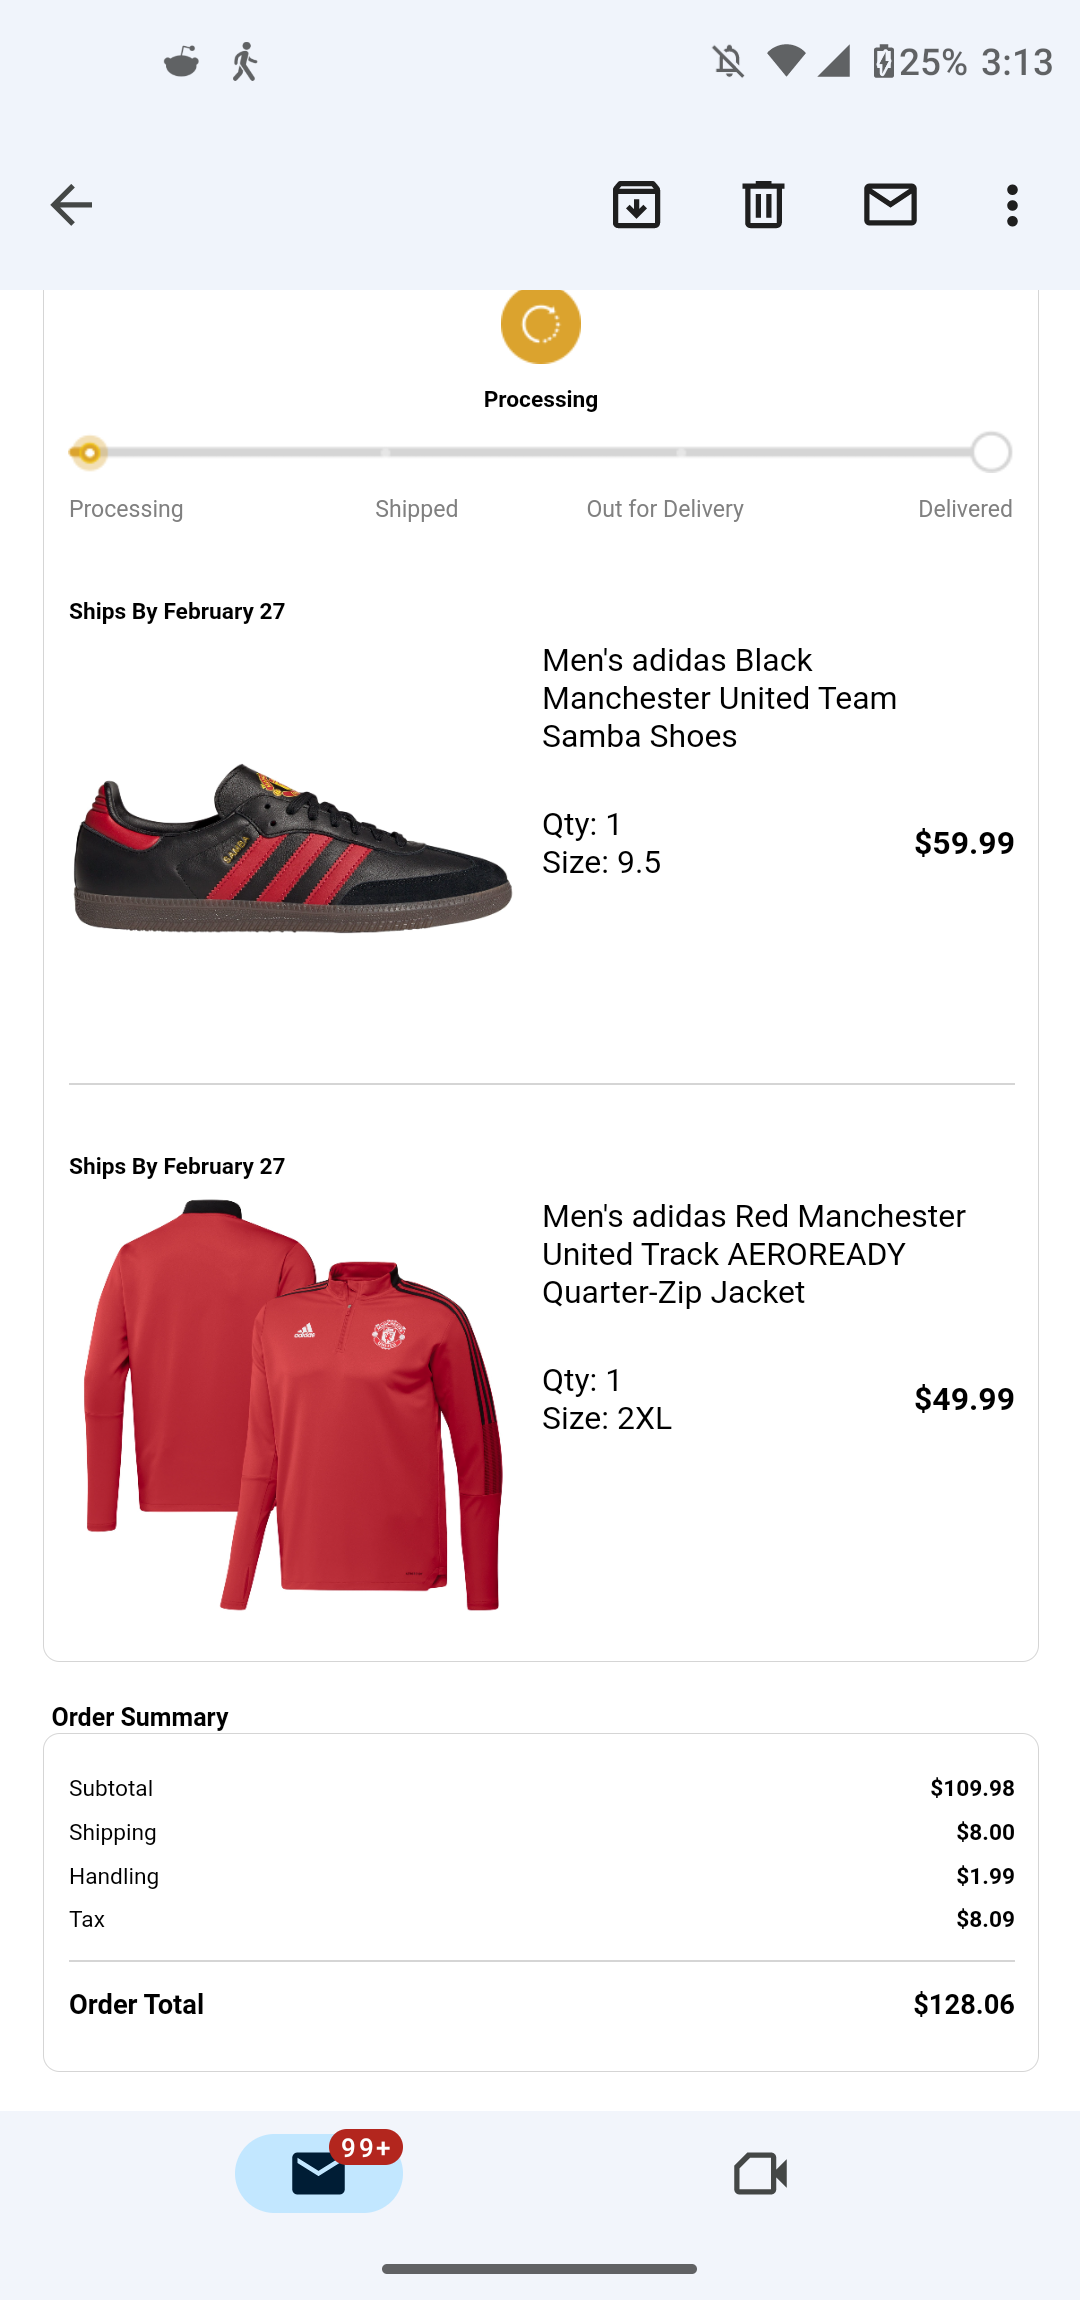 25% 3:13
Processing
Processing Shipped Out for Delivery Delivered
Ships By February 27
Men's adidas Black
Manchester United Team
Samba Shoes
SAMBA
Qty: 1
Size: 9.5
$59.99
Ships By February 27
Men's adidas Red Manchester
United Track AEROREADY
Quarter-Zip Jacket
adidas
Qty: 1
Size: 2XL
$49.99
Order Summary
Subtotal $109.98
Shipping $8.00
Handling $1.99
Tax $8.09
Order Total $128.06
99+